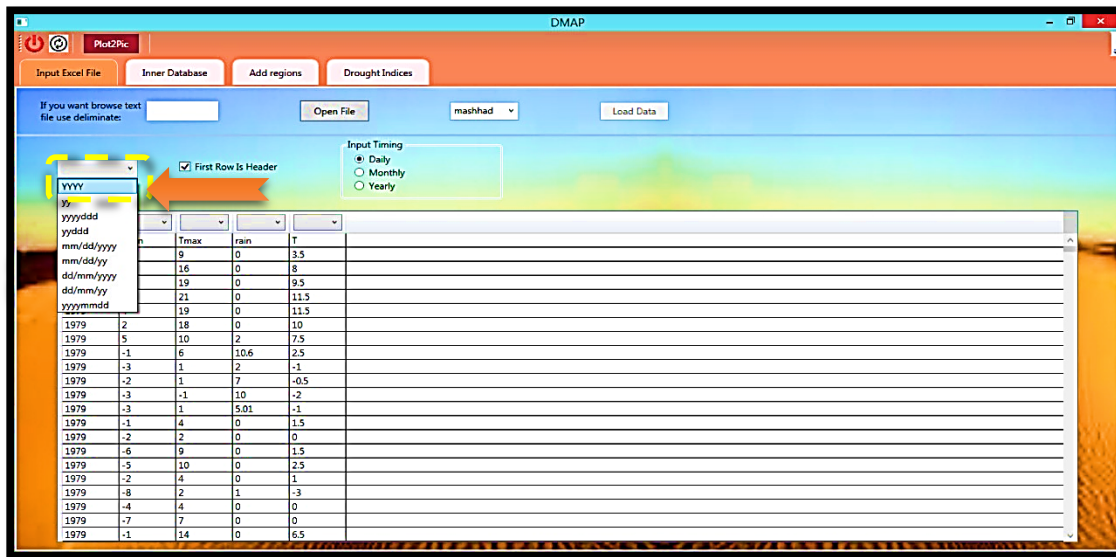 DMAP
Plot2Pic
Input Excel File Inner Database Add regions Drought Indices
If you want browse text
file use deliminate:
Open File mashhad Load Data
Input Timing
First Row Is Header
Daily
Monthly
Yearly
yyyy
yy
yyyyddd
yyddd
mm/dd/yyyy
mm/dd/yy
dd/mm/yyyy
dd/mm/yy
yyyymmdd
n Tmax rain T
9 0 3.5
16 0 8
19 0 9.5
21 0 11.5
19 0 11.5
1979 2 18 0 10
1979 5 10 2 7.5
1979 -1 6 10.6 2.5
1979 -3 1 2 -1
1979 -2 1 7 -0.5
1979 -3 -1 10 -2
1979 -3 1 5.01 -1
1979 -1 4 0 1.5
1979 -2 2 0 0
1979 -6 9 0 1.5
1979 -5 10 0 2.5
1979 -2 4 0 1
1979 -8 2 1 -3
1979 -4 4 0 0
1979 -7 7 0 0
1979 -1 14 0 6.5